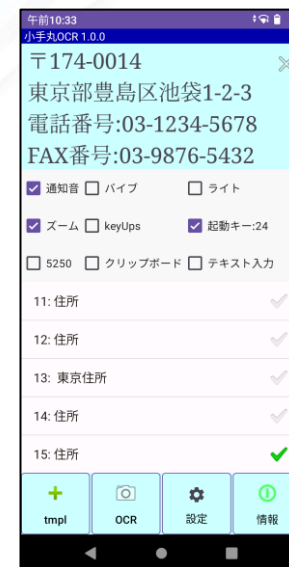 午前10:33
小手丸OCR 1.0.0
〒174-0014
東京部豊島区池袋1-2-3
電話番号:03-1234-5678
FAX番号:03-9876-5432
通知音 バイブ ライト
ズーム keyUps 起動キー:24
5250 クリップボード テキスト入力
11: 住所
12: 住所
13: 東京住所
14: 住所
15: 住所
tmpl OCR 設定 情報